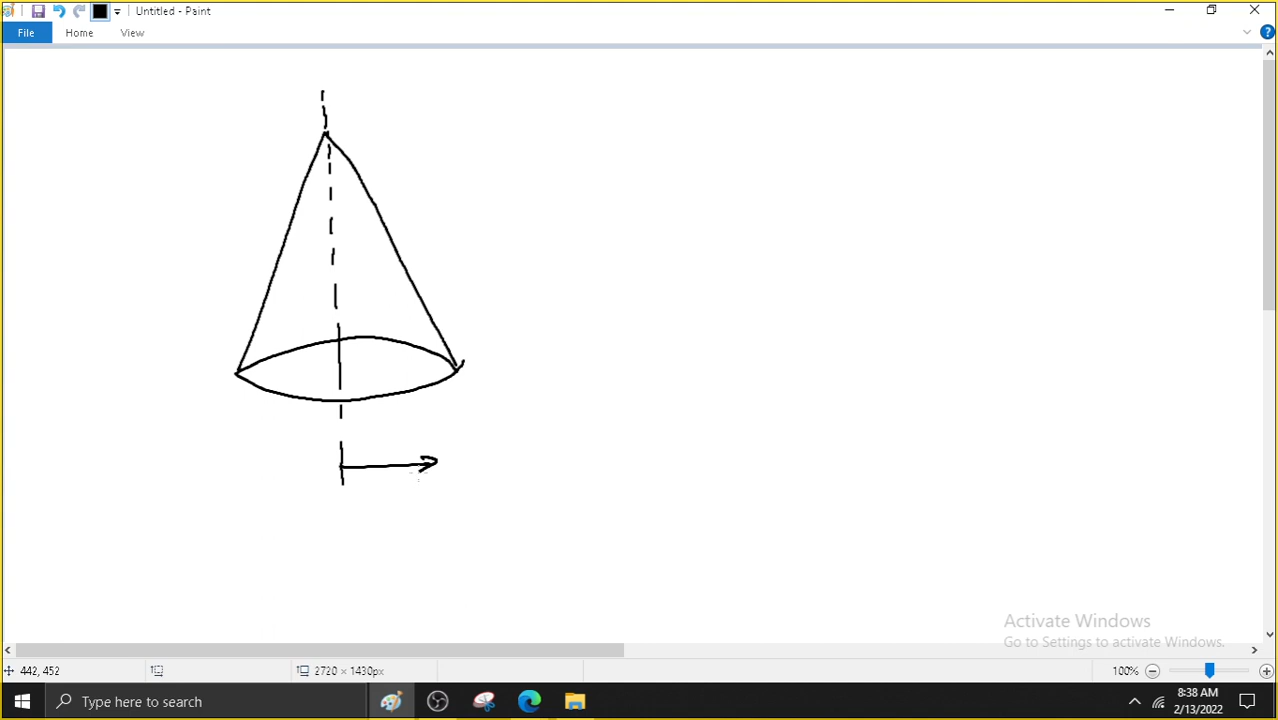 Untitled - Paint
File Home View
Activate Windows
Go to Settings to activate Windows.
442, 452 2720 × 1430px 100%
Type here to search
8:38 AM
2/13/2022